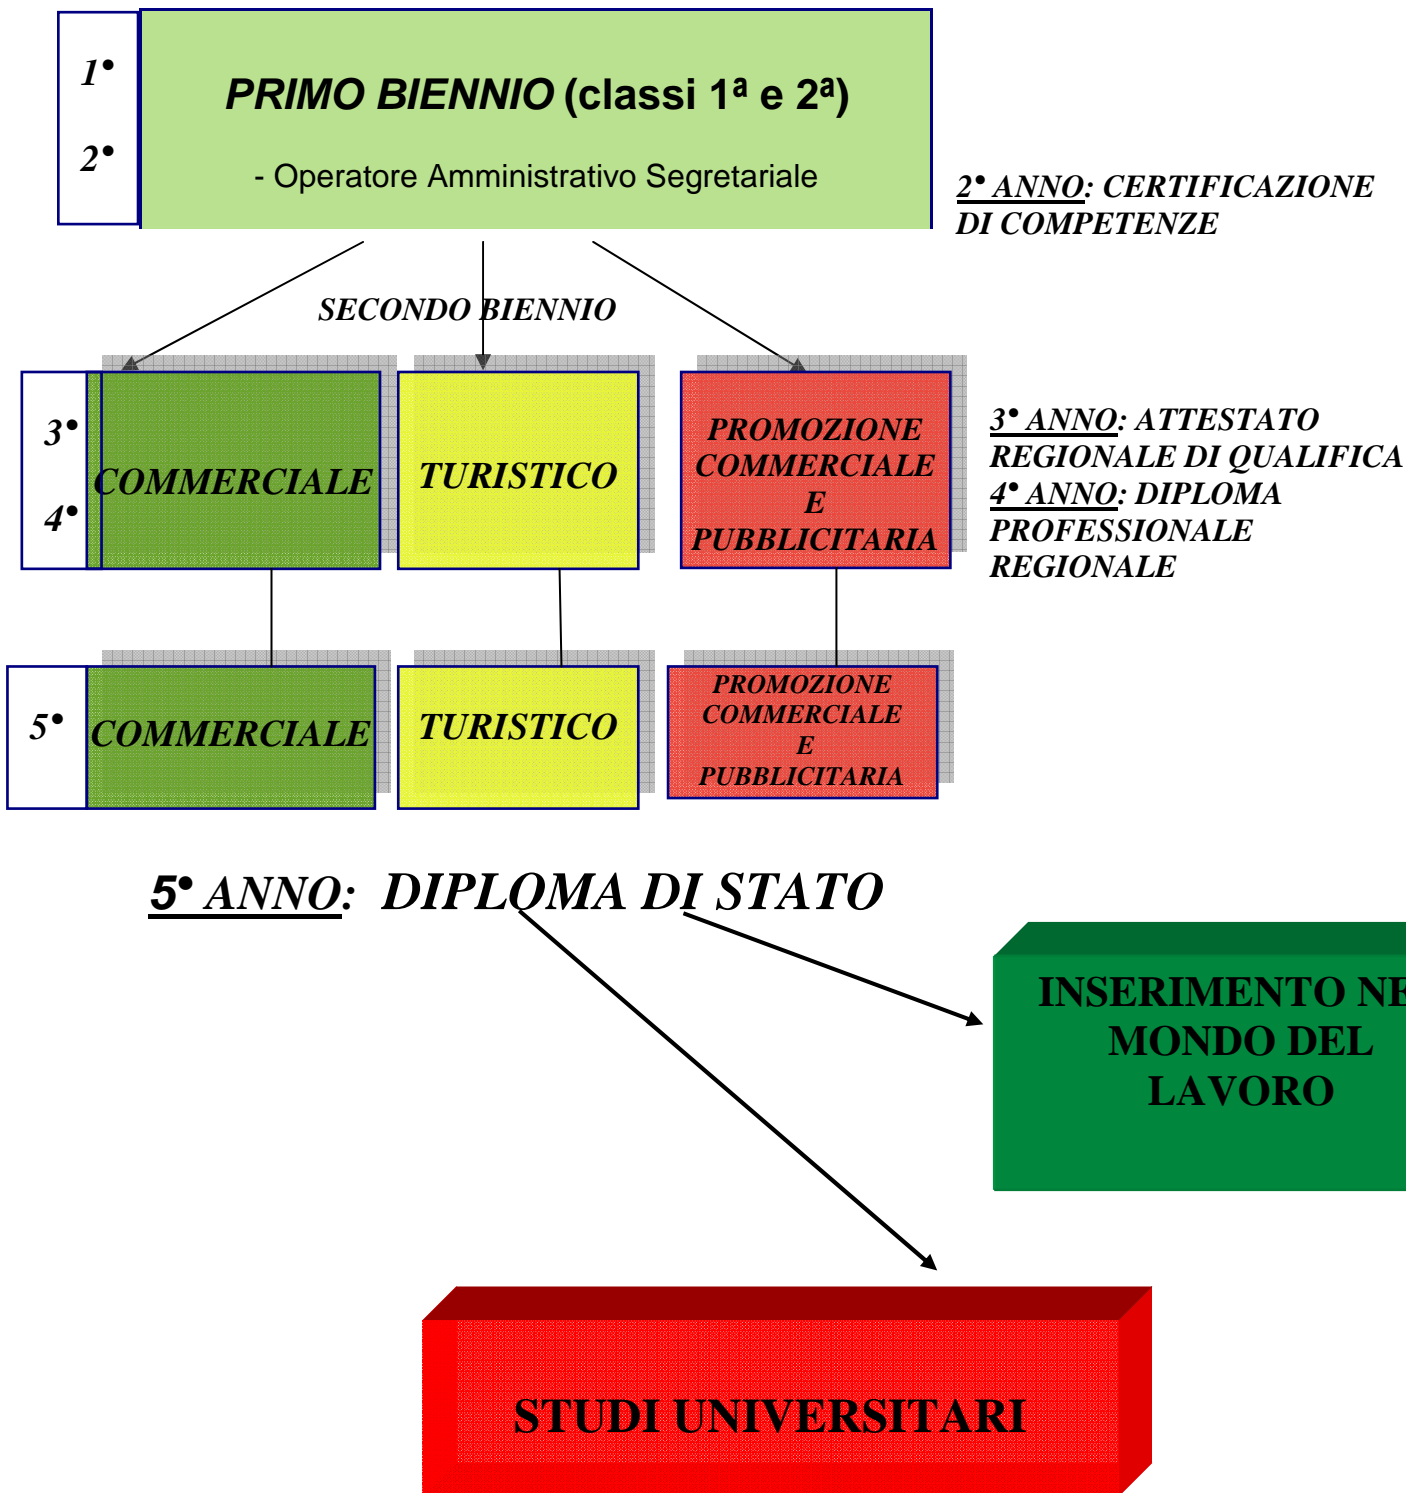 1°
PRIMO BIENNIO (classi 1ª e 2ª)
2°
- Operatore Amministrativo Segretariale
2° ANNO: CERTIFICAZIONE
DI COMPETENZE
SECONDO BIENNIO
3°
4°
COMMERCIALE
TURISTICO
PROMOZIONE
COMMERCIALE
E
PUBBLICITARIA
3° ANNO: ATTESTATO
REGIONALE DI QUALIFICA
4° ANNO: DIPLOMA
PROFESSIONALE
REGIONALE
5°
COMMERCIALE
TURISTICO
PROMOZIONE
COMMERCIALE
E
PUBBLICITARIA
5° ANNO: DIPLOMA DI STATO
INSERIMENTO NE
MONDO DEL
LAVORO
STUDI UNIVERSITARI